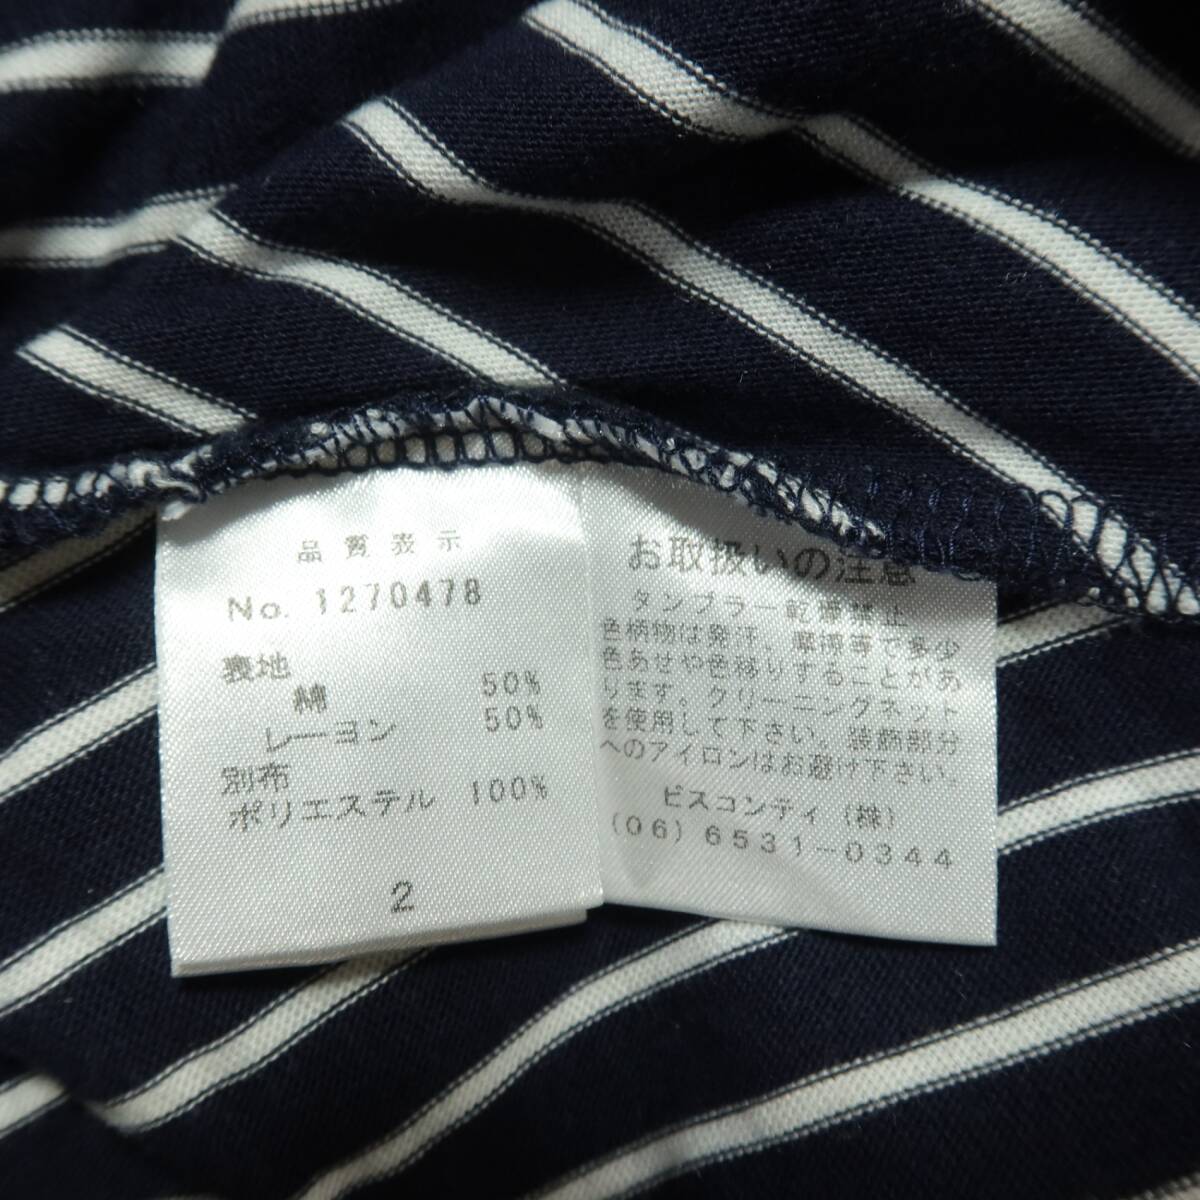 品質表示
No. 1270478
表地
綿 50%
レーヨン 50%
別布
ポリエステル 100%
2
お取扱いの注意
タンブラー乾燥禁止
色柄物は発汗、摩擦等で多少
色あせや色移りすることがあ
ります。クリーニングネット
を使用して下さい。装飾部分
へのアイロンはお避け下さい。
ビスコンティ(株)
(06)6531-0344